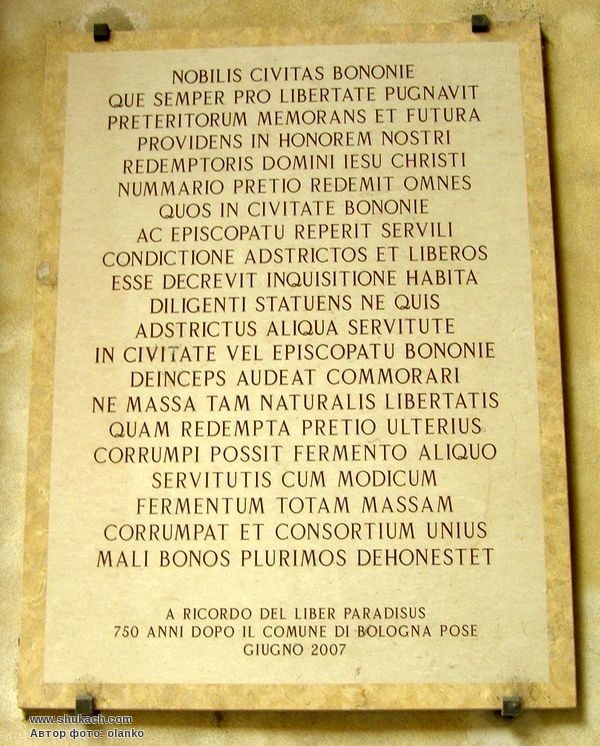 NOBILIS CIVITAS BONONIE
QUE SEMPER PRO LIBERTATE PUGNAVIT
PRETERITORUM MEMORANS ET FUTURA
PROVIDENS IN HONOREM NOSTRI
REDEMPTORIS DOMINI IESU CHRISTI
NUMMARIO PRETIO REDEMIT OMNES
QUOS IN CIVITATE BONONIE
AC EPISCOPATU REPERIT SERVILI
CONDICTIONE ADSTRICTOS ET LIBEROS
ESSE DECREVIT INQUISITIONE HABITA
DILIGENTI STATUENS NE QUIS
ADSTRICTUS ALIQUA SERVITUTE
IN CIVITATE VEL EPISCOPATU BONONIE
DEINCEPS AUDEAT COMMORARI
NE MASSA TAM NATURALIS LIBERTATIS
QUAM REDEMPTA PRETIO ULTERIUS
CORRUMPI POSSIT FERMENTO ALIQUO
SERVITUTIS CUM MODICUM
FERMENTUM TOTAM MASSAM
CORRUMPAT ET CONSORTIUM UNIUS
MALI BONOS PLURIMOS DEHONESTET
A RICORDO DEL LIBER PARADISUS
750 ANNI DOPO IL COMUNE DI BOLOGNA POSE
GIUGNO 2007
www.shukach.com
Автор фото: olanko